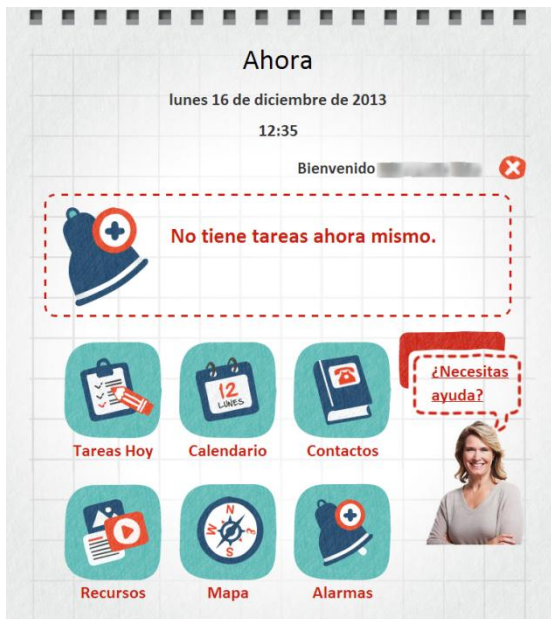 Ahora
lunes 16 de diciembre de 2013
12:35
Bienvenido
No tiene tareas ahora mismo.
¿Necesitas
ayuda?
12
LUNES
Tareas Hoy
Calendario
Contactos
N
E
S
W
Recursos
Mapa
Alarmas